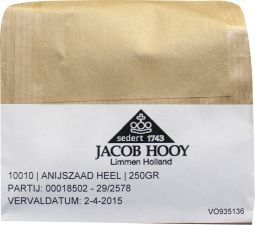 sedert 1743
JACOB HOOY
Limmen Holland
10010 | ANIJSZAAD HEEL | 250GR
PARTIJ: 00018502 - 29/2578
VERVALDATUM: 2-4-2015
VO935136